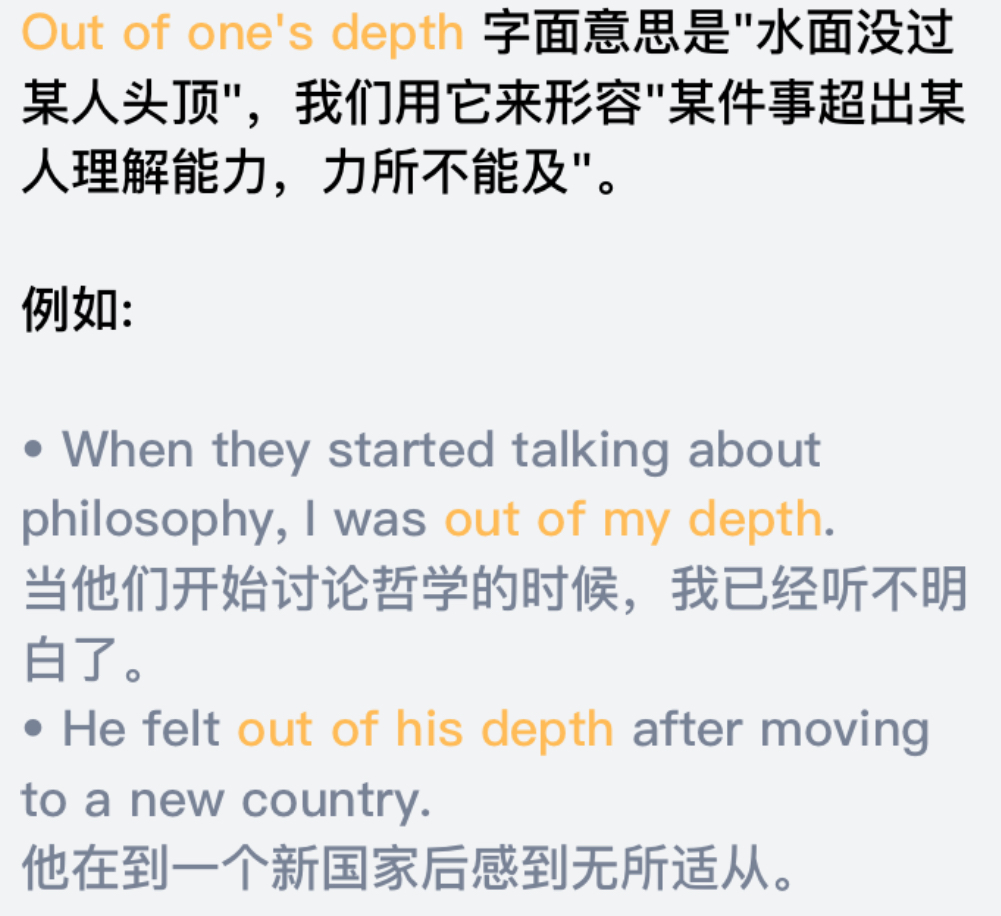 Out of one's depth 字面意思是"水面没过
某人头顶"，我们用它来形容"某件事超出某
人理解能力，力所不能及"。
例如:
• When they started talking about
philosophy, I was out of my depth.
当他们开始讨论哲学的时候，我已经听不明
白了。
• He felt out of his depth after moving
to a new country.
他在到一个新国家后感到无所适从。